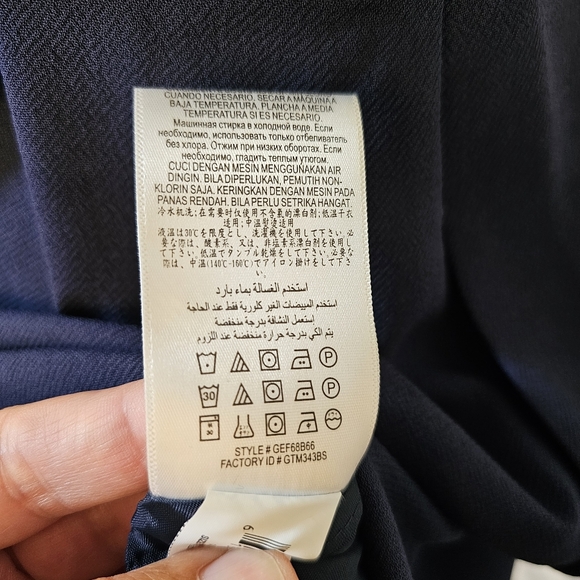 CUANDO NECESARIO. SECAR A MAQUINA A
BAJA TEMPERATURA. PLANCHA A MEDIA
TEMPERATURA SI ES NECESARIO.
Машинная стирка в холодной воде. Если
необходимо, использовать только отбеливатель
без хлора. Отжим при низких оборотах. Если
необходимо, гладить теплым утюгом.
CUCI DENGAN MESIN MENGGUNAKAN AIR
DINGIN. BILA DIPERLUKAN, PEMUTIH NON-
KLORIN SAJA. KERINGKAN DENGAN MESIN PADA
PANAS RENDAH. BILA PERLU SETRIKA HANGAT.
冷水机洗;在需要时仅使用不含氯的漂白剂;低温干衣
适用;中温熨烫适用
液温は30℃を限度とし、洗濯機を使用して下さい。必
要な際は、酸素系、又は、非塩素系漂白剤を使用し
て下さい。低温でタンブル乾燥をして下さい。必要な
際は、中温(140℃-160℃)でアイロン掛けをして下さ
い。
استخدم الغسالة بماء بارد
استخدم المبيضات الغير كلورية فقط عند الحاجة
استعمل النشافة بدرجة منخفضة
يتم الكي بدرجة حرارة منخفضة عند اللزوم
P
30 P
30
STYLE # GEF68B66
FACTORY ID # GTM343BS
6